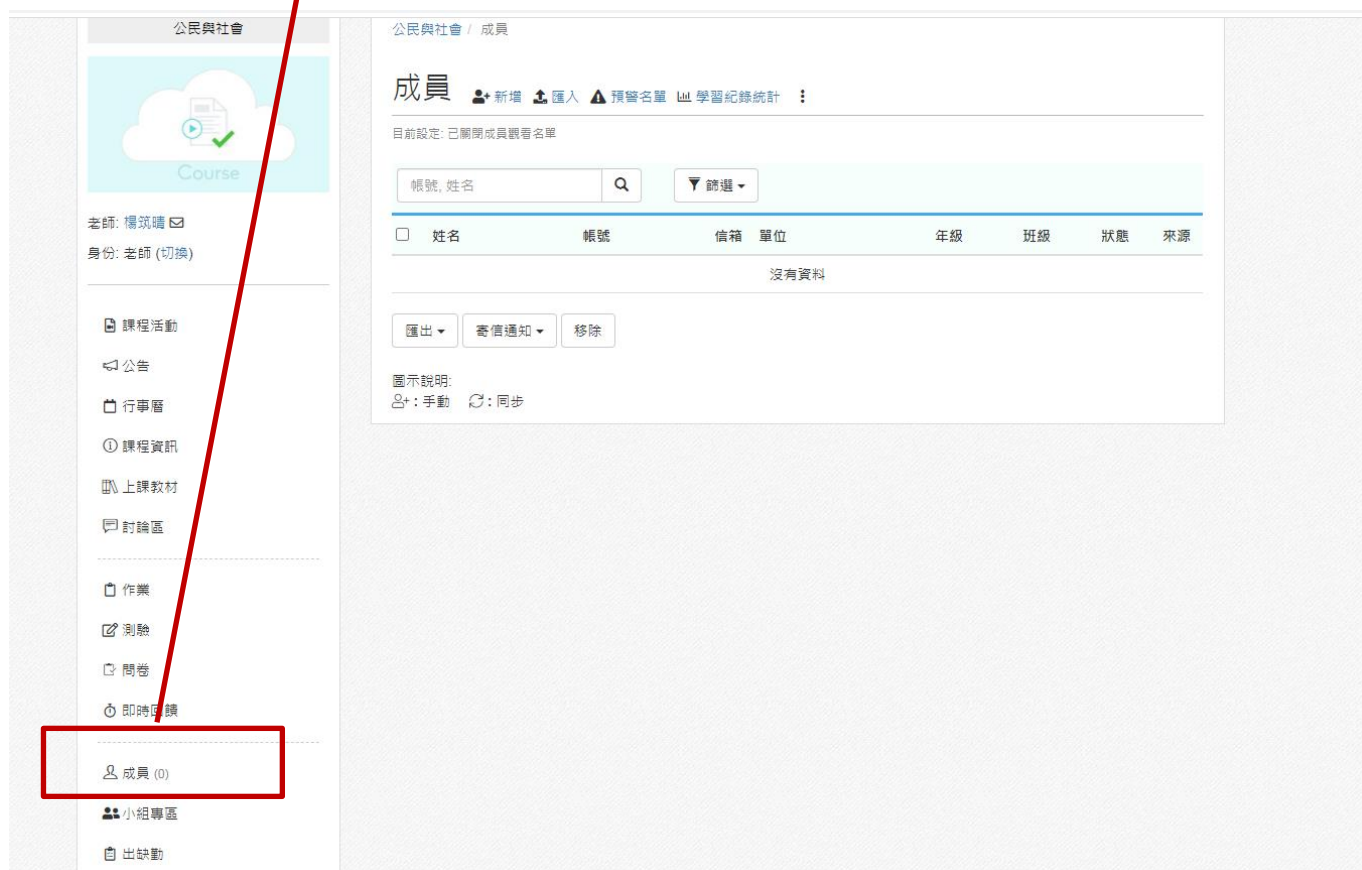 公民與社會
Course
老師: 楊筑晴
身份: 老師 (切換)
課程活動
公告
行事曆
課程資訊
上課教材
討論區
作業
測驗
問卷
即時回饋
成員 (0)
小組專區
出缺勤
公民與社會 / 成員
成員 新增 匯入 預警名單 學習紀錄統計
目前設定: 已關閉成員觀看名單
帳號, 姓名 篩選
姓名 帳號 信箱 單位 年級 班級 狀態 來源
沒有資料
匯出 寄信通知 移除
圖示說明:
：手動 ：同步